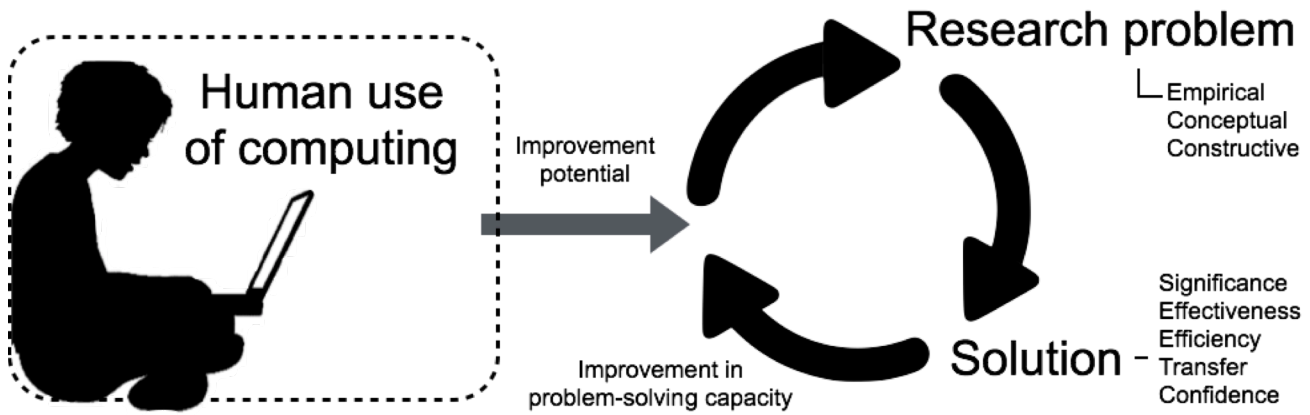 Human use
of computing
Improvement
potential
Research problem
Empirical
Conceptual
Constructive
Solution
Significance
Effectiveness
Efficiency
Transfer
Confidence
Improvement in
problem-solving capacity